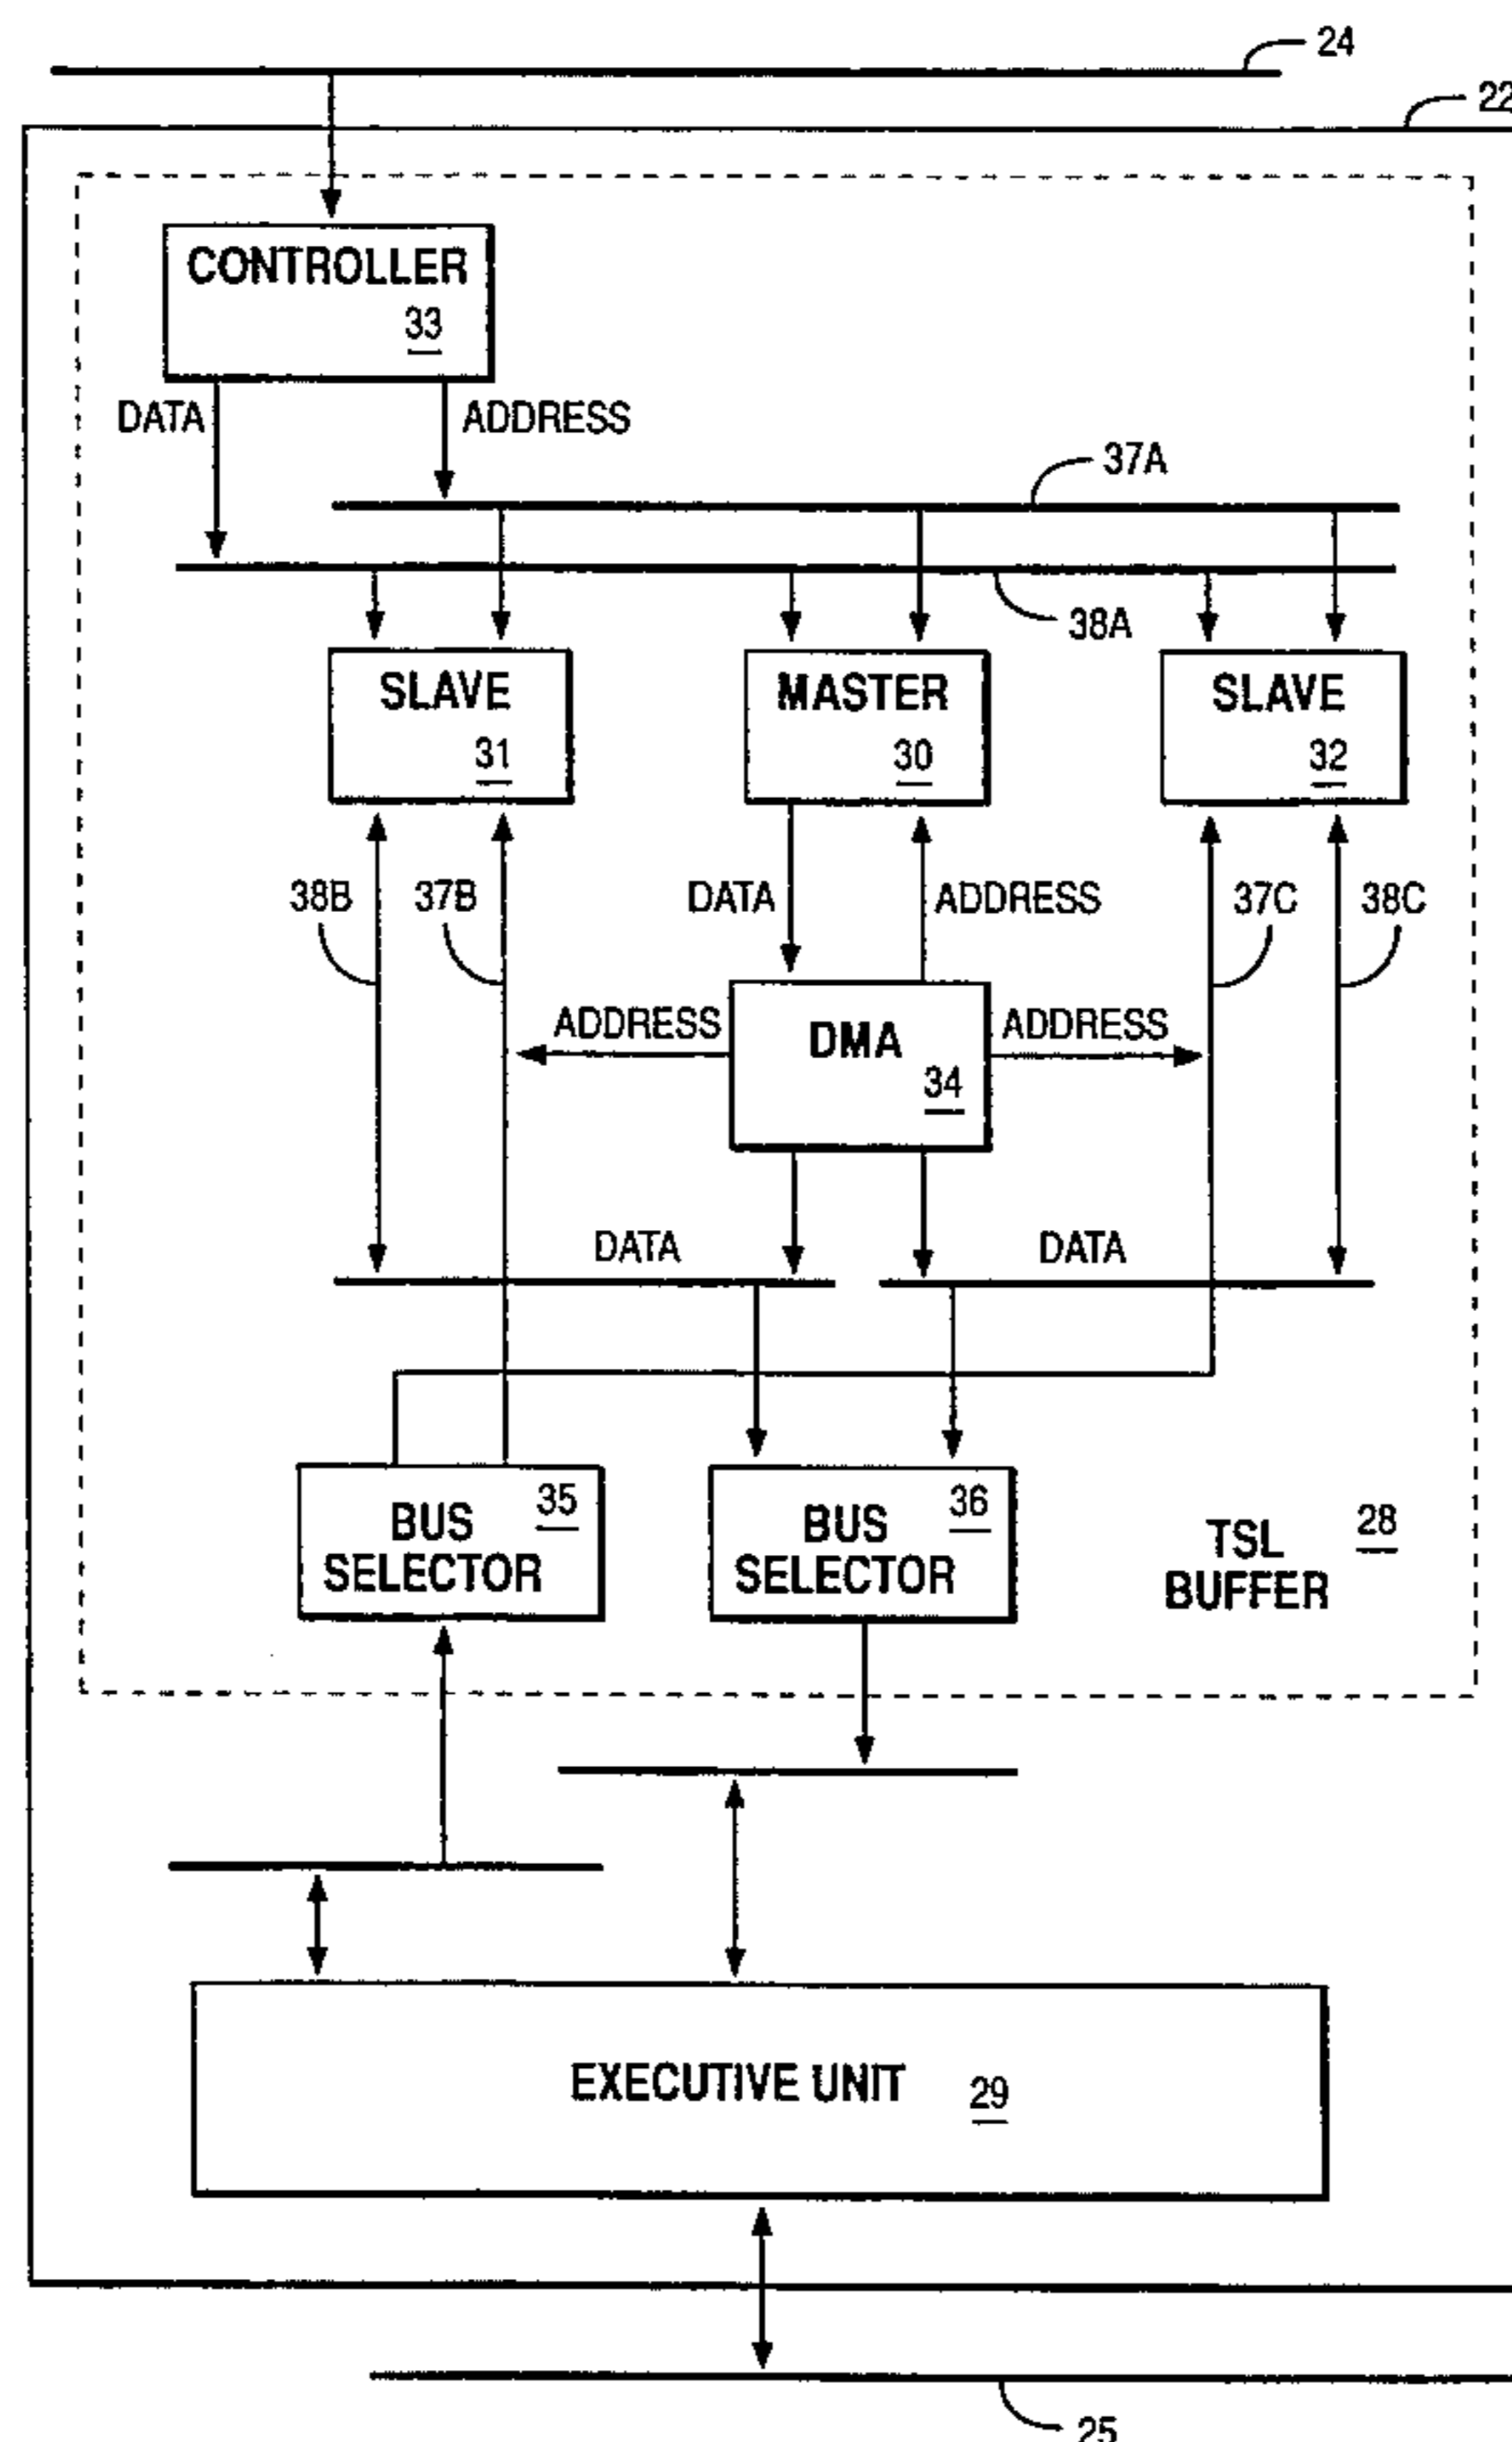 24
22
CONTROLLER
33
DATA
ADDRESS
37A
38A
SLAVE
31
MASTER
30
SLAVE
32
38B
37B
DATA
ADDRESS
37C
38C
ADDRESS
DMA
34
ADDRESS
DATA
DATA
35
BUS
SELECTOR
36
BUS
SELECTOR
TSL
BUFFER
28
EXECUTIVE UNIT
29
25